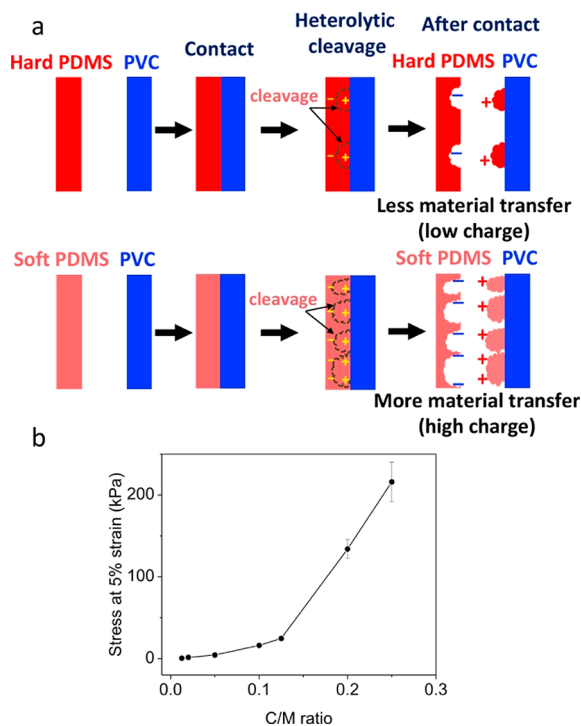 a
Contact
Heterolytic
cleavage
After contact
Hard PDMS PVC
Hard PDMS PVC
cleavage
− +
− +
− +
− +
Less material transfer
(low charge)
Soft PDMS PVC
Soft PDMS PVC
cleavage
− +
− +
− +
− +
− +
− +
− +
− +
− +
− +
More material transfer
(high charge)
b
Stress at 5% strain (kPa)
200
100
0
0.0 0.1 0.2 0.3
C/M ratio